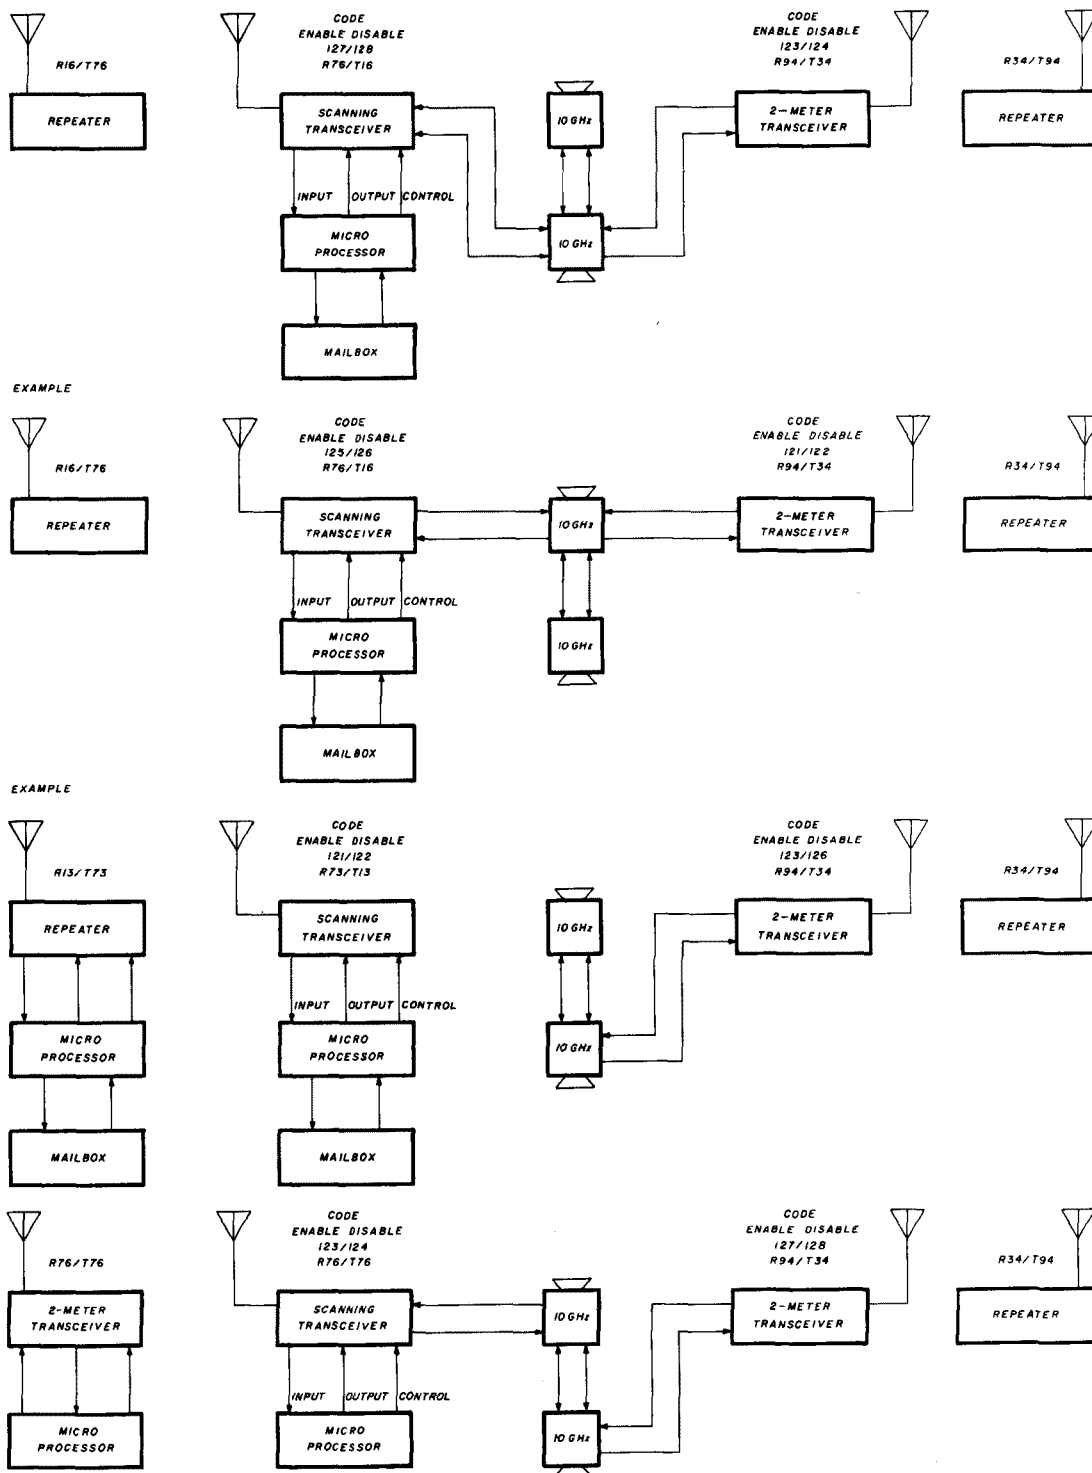 CODE
ENABLE DISABLE
127/128
R76/T16
CODE
ENABLE DISABLE
123/124
R94/T34
R16/T76
R34/T94
REPEATER
SCANNING
TRANSCEIVER
10 GHz
2-METER
TRANSCEIVER
REPEATER
INPUT OUTPUT CONTROL
MICRO
PROCESSOR
10 GHz
MAILBOX
EXAMPLE
CODE
ENABLE DISABLE
125/126
R76/T16
CODE
ENABLE DISABLE
121/122
R94/T34
R16/T76
R34/T94
REPEATER
SCANNING
TRANSCEIVER
10 GHz
2-METER
TRANSCEIVER
REPEATER
INPUT OUTPUT CONTROL
MICRO
PROCESSOR
10 GHz
MAILBOX
EXAMPLE
CODE
ENABLE DISABLE
121/122
R73/T13
CODE
ENABLE DISABLE
123/126
R94/T34
R13/T73
R34/T94
REPEATER
SCANNING
TRANSCEIVER
10 GHz
2-METER
TRANSCEIVER
REPEATER
INPUT OUTPUT CONTROL
MICRO
PROCESSOR
MICRO
PROCESSOR
10 GHz
MAILBOX
MAILBOX
CODE
ENABLE DISABLE
123/124
R76/T76
CODE
ENABLE DISABLE
127/128
R94/T34
R76/T76
R34/T94
2-METER
TRANSCEIVER
SCANNING
TRANSCEIVER
10 GHz
2-METER
TRANSCEIVER
REPEATER
INPUT OUTPUT CONTROL
MICRO
PROCESSOR
MICRO
PROCESSOR
10 GHz